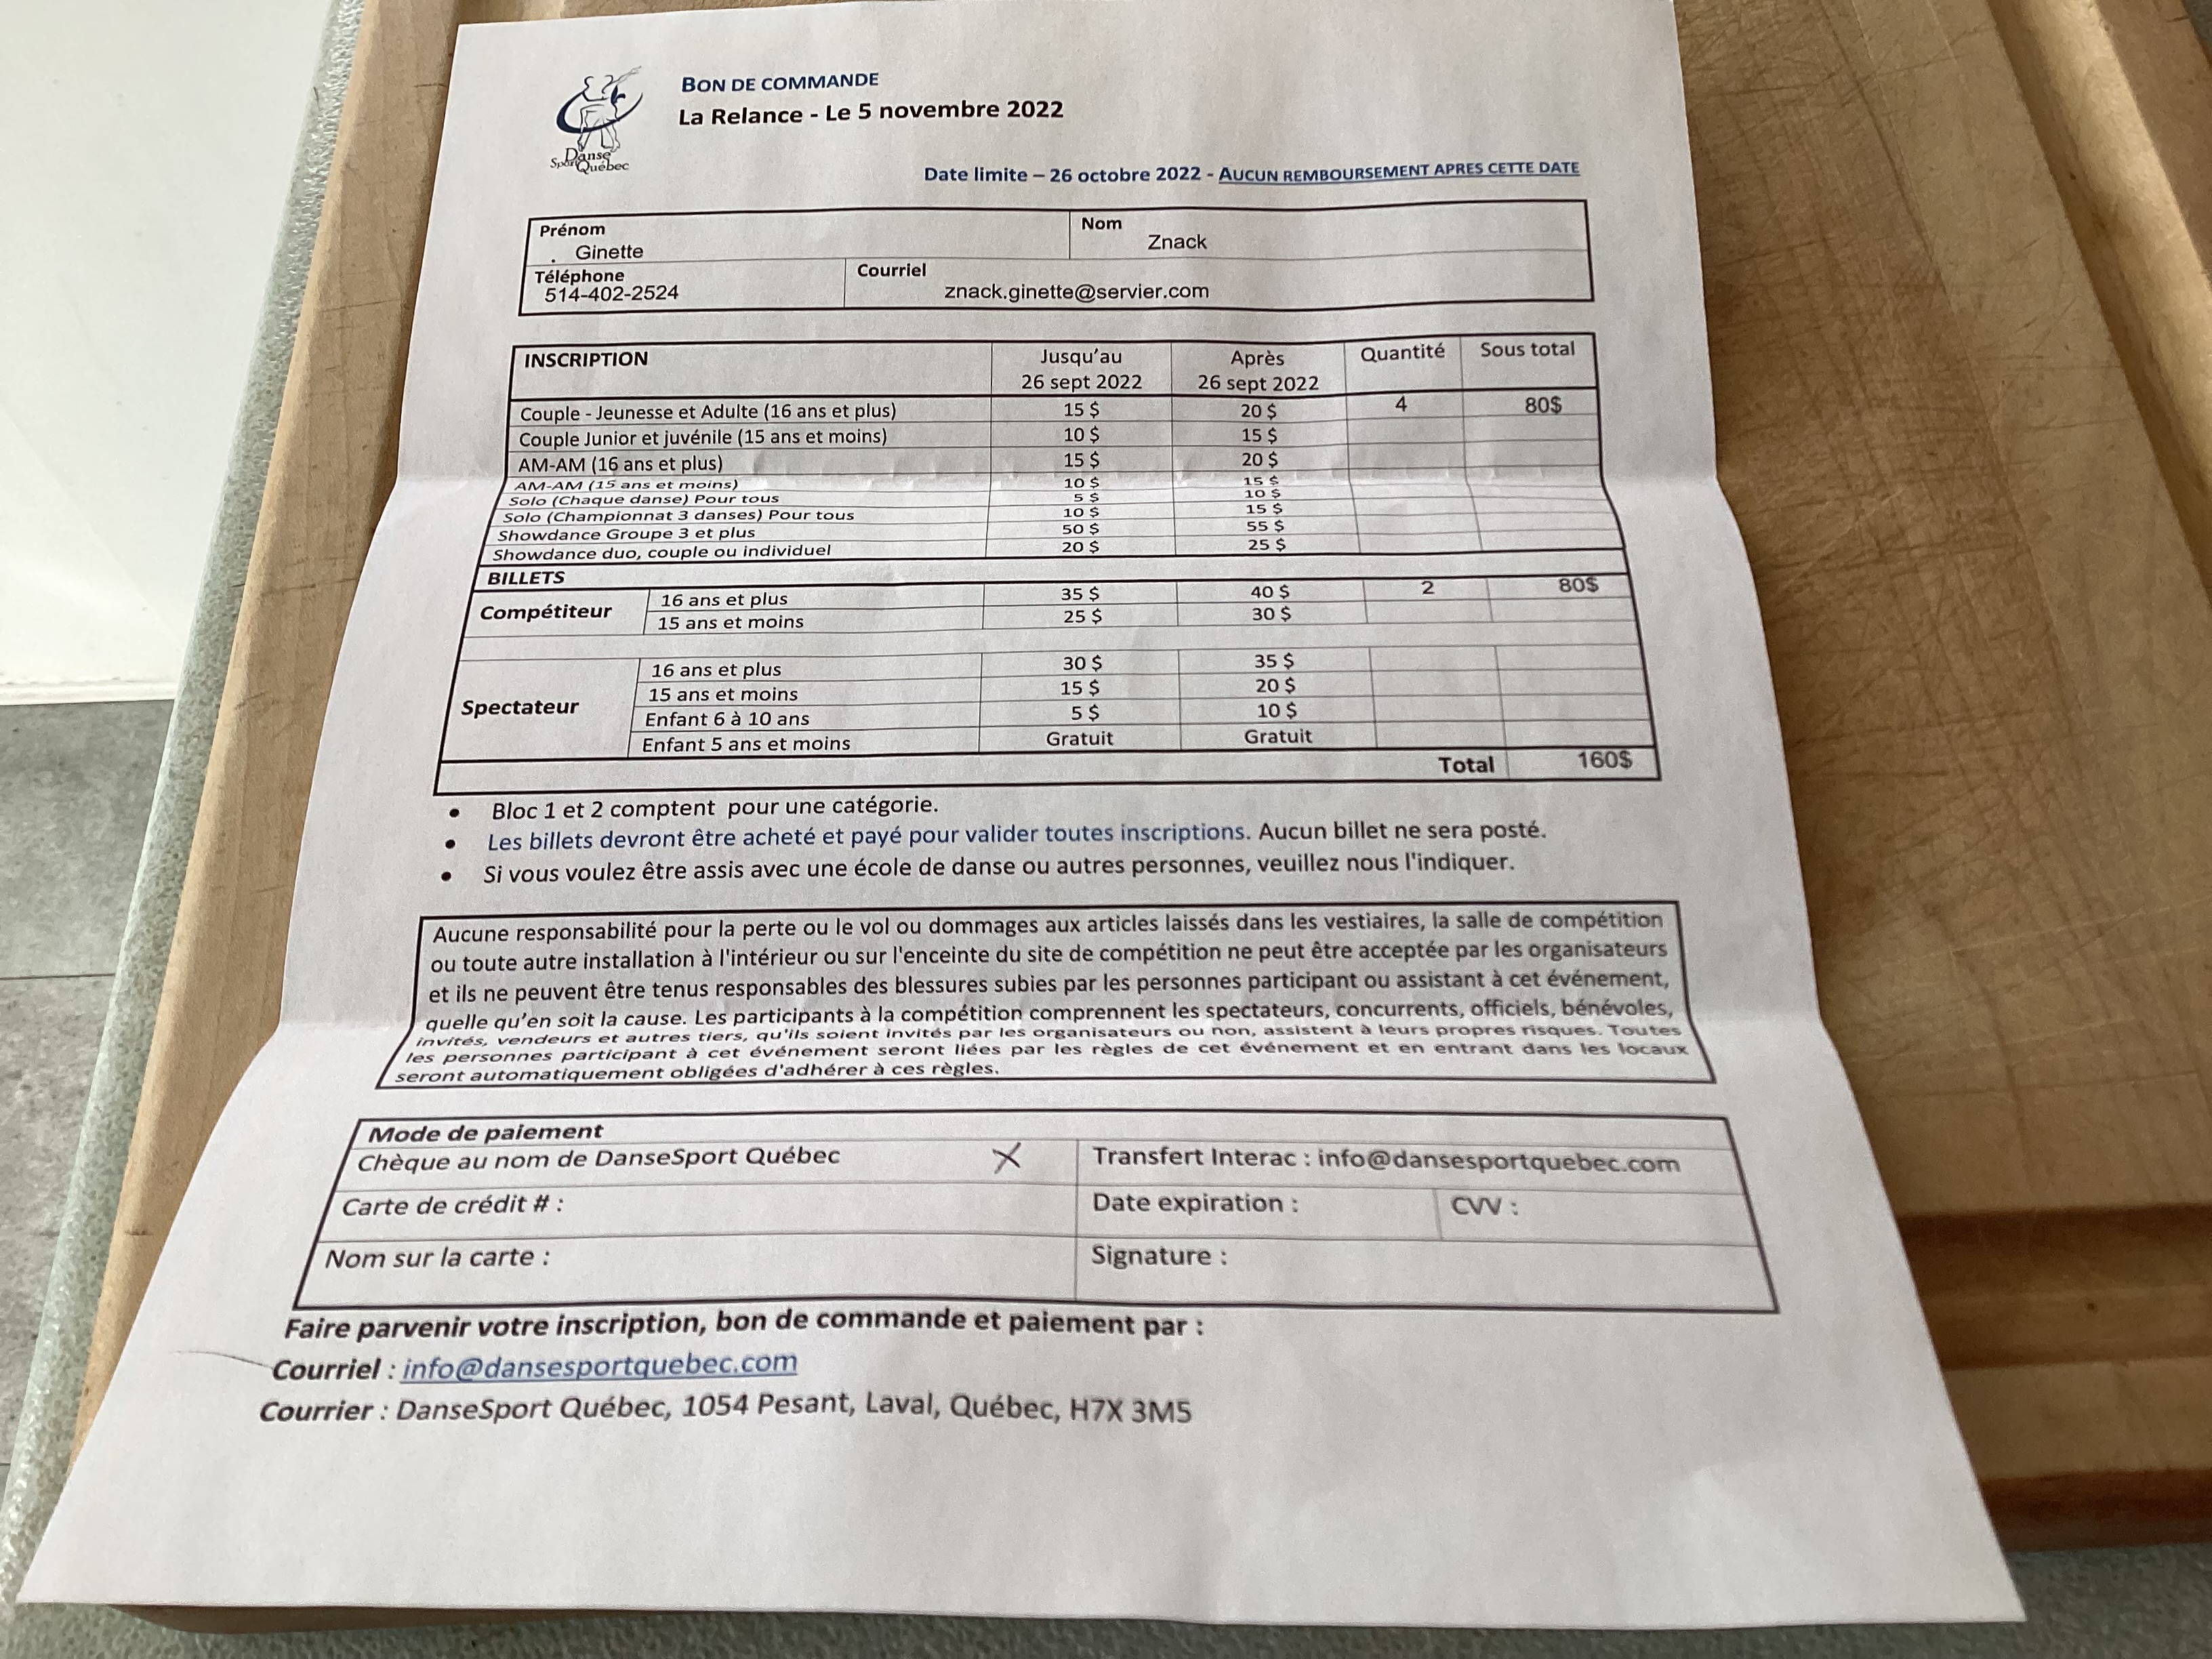 Danse
Sport Québec
BON DE COMMANDE
La Relance - Le 5 novembre 2022
Date limite – 26 octobre 2022 - AUCUN REMBOURSEMENT APRES CETTE DATE
Prénom Nom
. Ginette Znack
Téléphone Courriel
514-402-2524 znack.ginette@servier.com
INSCRIPTION Jusqu'au 26 sept 2022 Après 26 sept 2022 Quantité Sous total
Couple - Jeunesse et Adulte (16 ans et plus) 15 $ 20 $ 4 80$
Couple Junior et juvénile (15 ans et moins) 10 $ 15 $
AM-AM (16 ans et plus) 15 $ 20 $
AM-AM (15 ans et moins) 10 $ 15 $
Solo (Chaque danse) Pour tous 5 $ 10 $
Solo (Championnat 3 danses) Pour tous 10 $ 15 $
Showdance Groupe 3 et plus 50 $ 55 $
Showdance duo, couple ou individuel 20 $ 25 $
BILLETS
Compétiteur 16 ans et plus 35 $ 40 $ 2 80$
15 ans et moins 25 $ 30 $
Spectateur 16 ans et plus 30 $ 35 $
15 ans et moins 15 $ 20 $
Enfant 6 à 10 ans 5 $ 10 $
Enfant 5 ans et moins Gratuit Gratuit
Total 160$
• Bloc 1 et 2 comptent pour une catégorie.
• Les billets devront être acheté et payé pour valider toutes inscriptions. Aucun billet ne sera posté.
• Si vous voulez être assis avec une école de danse ou autres personnes, veuillez nous l'indiquer.
Aucune responsabilité pour la perte ou le vol ou dommages aux articles laissés dans les vestiaires, la salle de compétition
ou toute autre installation à l'intérieur ou sur l'enceinte du site de compétition ne peut être acceptée par les organisateurs
et ils ne peuvent être tenus responsables des blessures subies par les personnes participant ou assistant à cet événement,
quelle qu'en soit la cause. Les participants à la compétition comprennent les spectateurs, concurrents, officiels, bénévoles,
invités, vendeurs et autres tiers, qu'ils soient invités par les organisateurs ou non, assistent à leurs propres risques. Toutes
les personnes participant à cet événement seront liées par les règles de cet événement et en entrant dans les locaux
seront automatiquement obligées d'adhérer à ces règles.
Mode de paiement
Chèque au nom de DanseSport Québec X Transfert Interac : info@dansesportquebec.com
Carte de crédit # : Date expiration : CVV :
Nom sur la carte : Signature :
Faire parvenir votre inscription, bon de commande et paiement par :
Courriel : info@dansesportquebec.com
Courrier : DanseSport Québec, 1054 Pesant, Laval, Québec, H7X 3M5